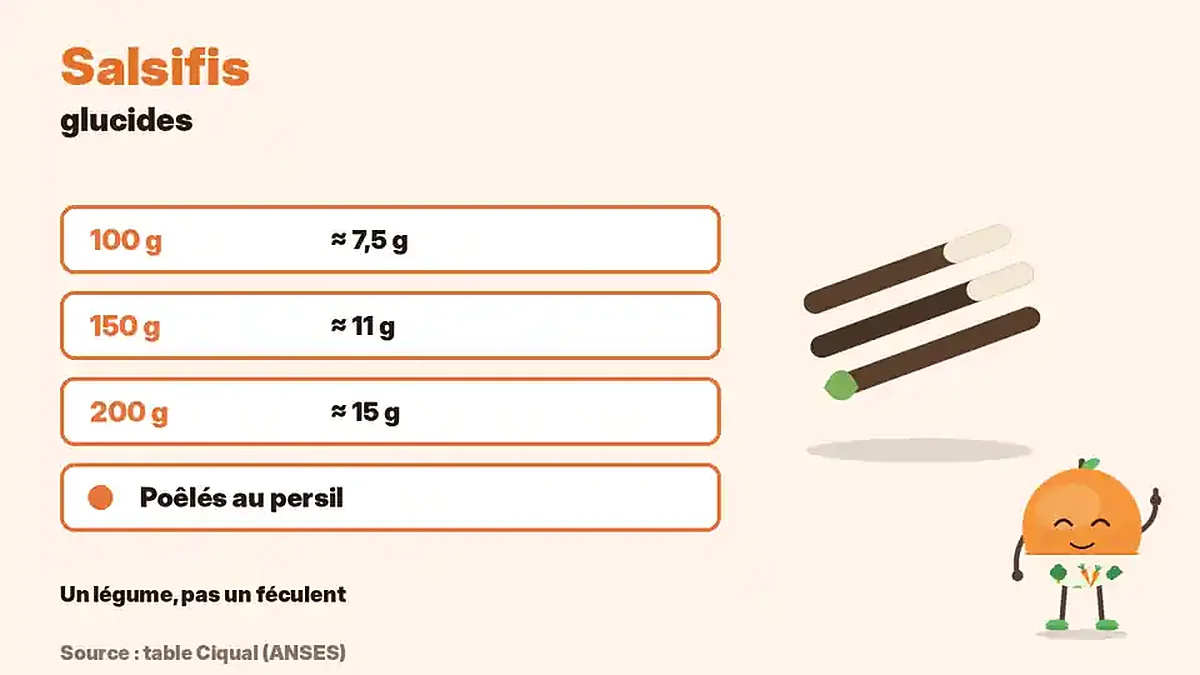 Salsifis
glucides
100 g ≈ 7,5 g
150 g ≈ 11 g
200 g ≈ 15 g
Poêlés au persil
Un légume, pas un féculent
Source : table Ciqual (ANSES)